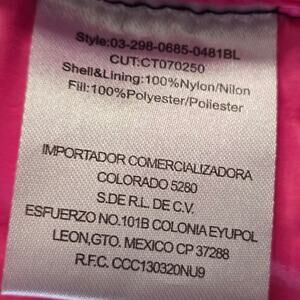 Style:03-298-0685-0481BL
CUT:CT070250
Shell&Lining:100%Nylon/Nilon
Fill:100%Polyester/Poliester
IMPORTADOR COMERCIALIZADORA
COLORADO 5280
S.DE R.L. DE C.V.
ESFUERZO NO.101B COLONIA EYUPOL
LEON,GTO. MEXICO CP 37288
R.F.C. CCC130320NU9